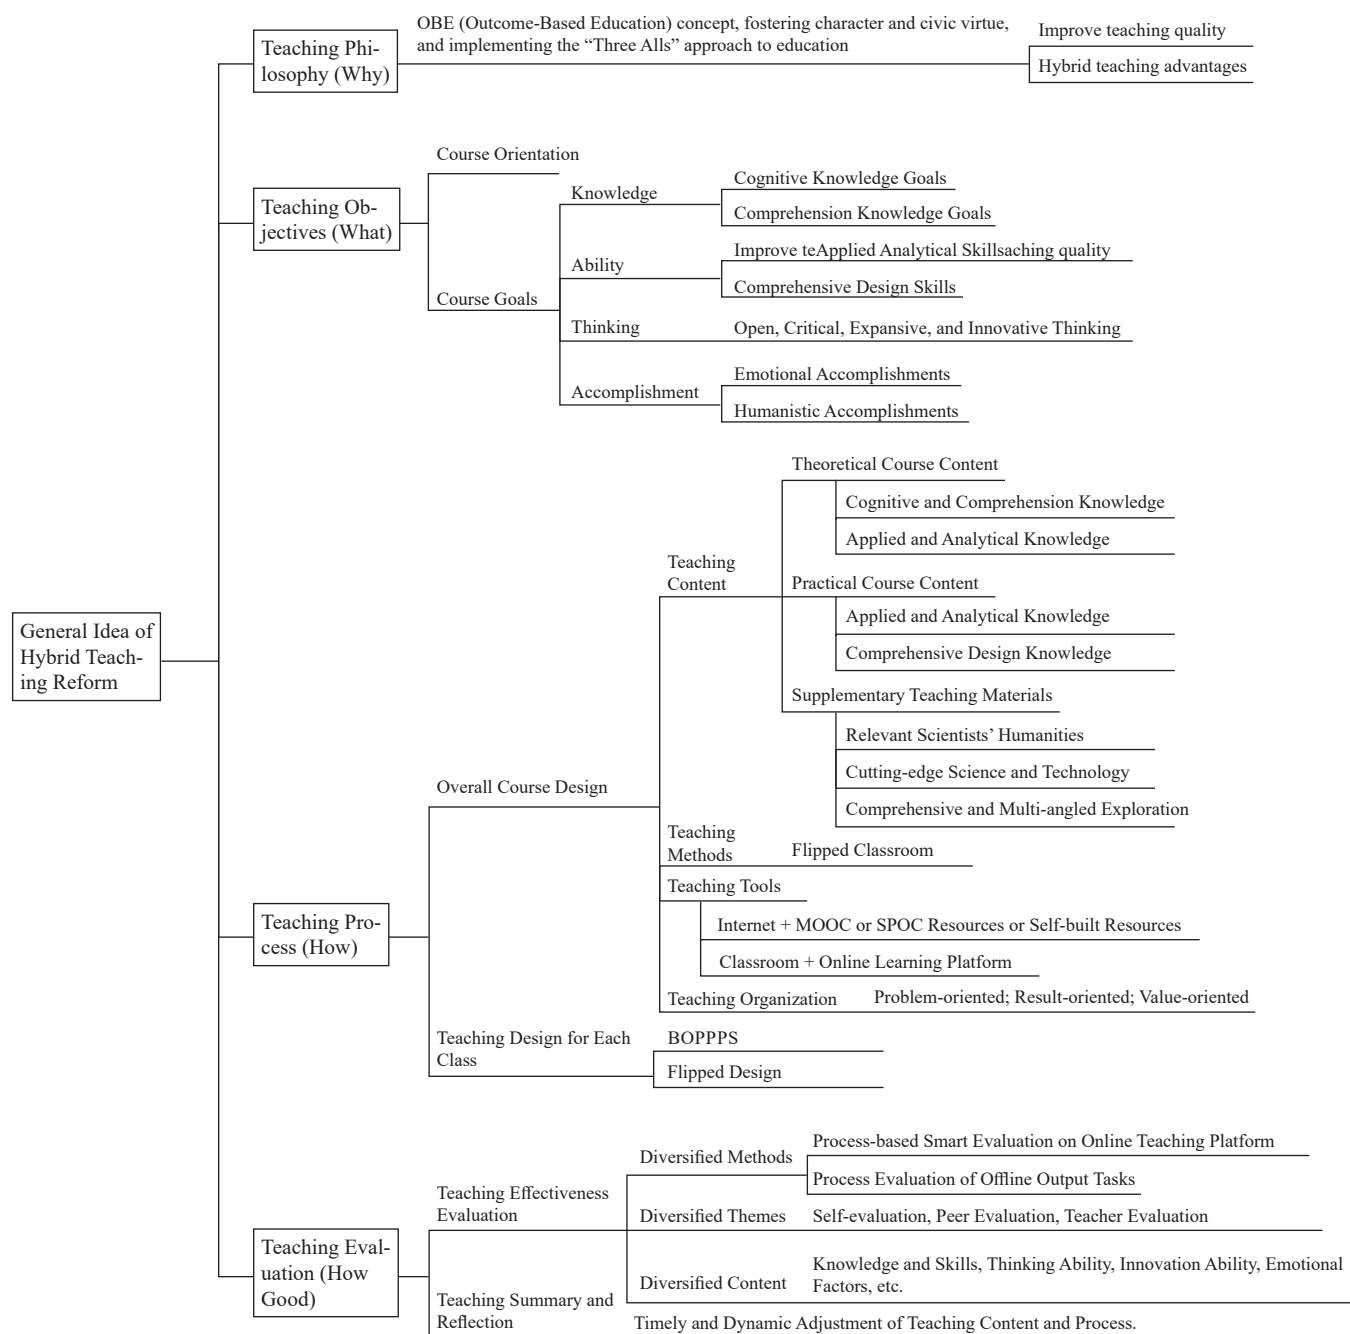 OBE (Outcome-Based Education) concept, fostering character and civic virtue,
and implementing the “Three Alls” approach to education
Teaching Phi-
losophy (Why)
Improve teaching quality
Hybrid teaching advantages
Course Orientation
Teaching Ob-
jectives (What)
Knowledge
Cognitive Knowledge Goals
Comprehension Knowledge Goals
Ability
Improve teApplied Analytical Skillsaching quality
Comprehensive Design Skills
Course Goals
Thinking
Open, Critical, Expansive, and Innovative Thinking
Accomplishment
Emotional Accomplishments
Humanistic Accomplishments
General Idea of
Hybrid Teach-
ing Reform
Teaching Pro-
cess (How)
Overall Course Design
Teaching
Content
Theoretical Course Content
Cognitive and Comprehension Knowledge
Applied and Analytical Knowledge
Practical Course Content
Applied and Analytical Knowledge
Comprehensive Design Knowledge
Supplementary Teaching Materials
Relevant Scientists’ Humanities
Cutting-edge Science and Technology
Comprehensive and Multi-angled Exploration
Teaching
Methods
Flipped Classroom
Teaching Tools
Internet + MOOC or SPOC Resources or Self-built Resources
Classroom + Online Learning Platform
Teaching Organization
Problem-oriented; Result-oriented; Value-oriented
Teaching Design for Each
Class
BOPPPS
Flipped Design
Teaching Eval-
uation (How
Good)
Teaching Effectiveness
Evaluation
Diversified Methods
Process-based Smart Evaluation on Online Teaching Platform
Process Evaluation of Offline Output Tasks
Diversified Themes
Self-evaluation, Peer Evaluation, Teacher Evaluation
Diversified Content
Knowledge and Skills, Thinking Ability, Innovation Ability, Emotional
Factors, etc.
Teaching Summary and
Reflection
Timely and Dynamic Adjustment of Teaching Content and Process.